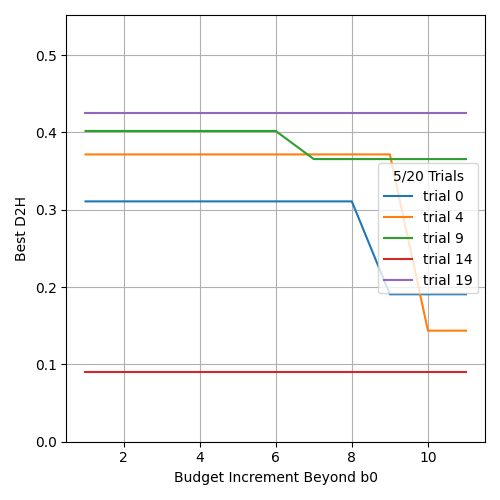 0.5
0.4
0.3
0.2
0.1
0.0
Best D2H
5/20 Trials
trial 0
trial 4
trial 9
trial 14
trial 19
2
4
6
8
10
Budget Increment Beyond b0